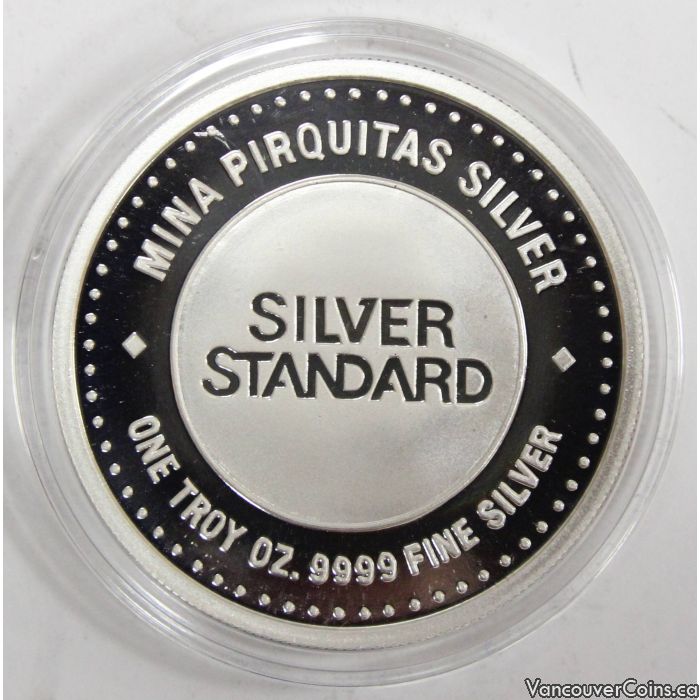 MINA PIRQUITAS SILVER
SILVER
STANDARD
ONE TROY OZ. 9999 FINE SILVER
VancouverCoins.ca